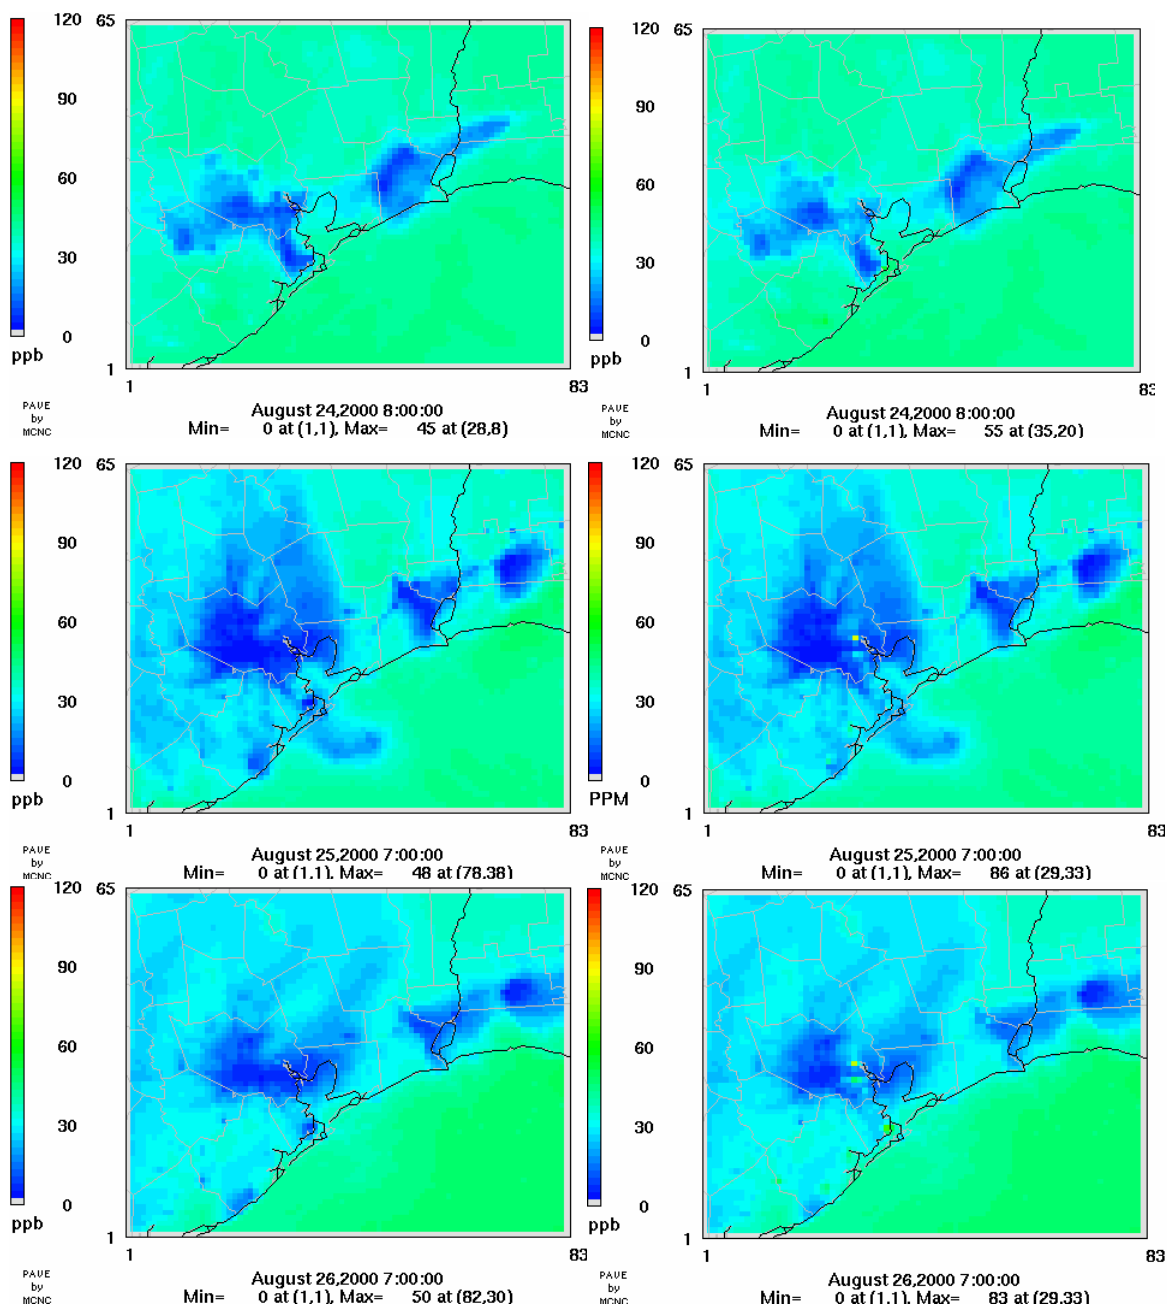 120 65 120 65
90 90
60 60
30 30
0 0
ppb 1 ppb 1
1 83 1 83
PAVE by MCNC August 24,2000 8:00:00 PAVE by MCNC August 24,2000 8:00:00
Min= 0 at (1,1), Max= 45 at (28,8) Min= 0 at (1,1), Max= 55 at (35,20)
120 65 120 65
90 90
60 60
30 30
0 0
ppb 1 PPM 1
1 83 1 83
PAVE by MCNC August 25,2000 7:00:00 PAVE by MCNC August 25,2000 7:00:00
Min= 0 at (1,1), Max= 48 at (78,38) Min= 0 at (1,1), Max= 86 at (29,33)
120 65 120 65
90 90
60 60
30 30
0 0
ppb 1 ppb 1
1 83 1 83
PAVE by MCNC August 26,2000 7:00:00 PAVE by MCNC August 26,2000 7:00:00
Min= 0 at (1,1), Max= 50 at (82,30) Min= 0 at (1,1), Max= 83 at (29,33)